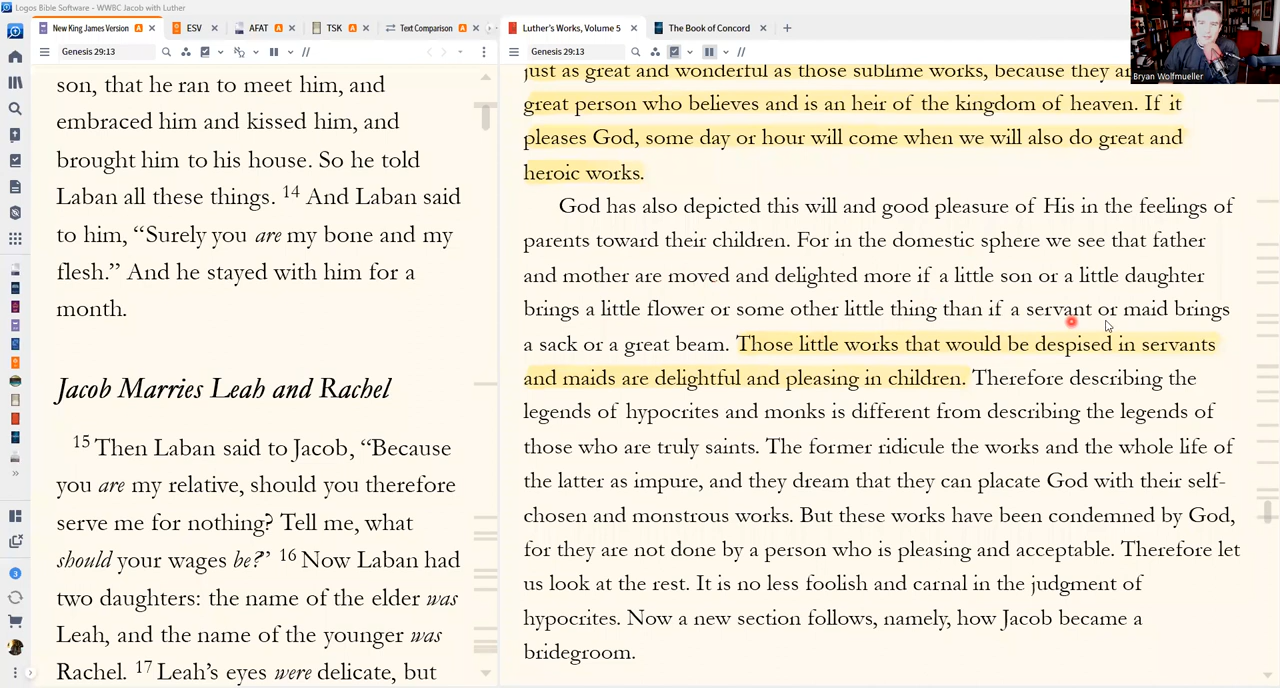 Logos Bible Software - WWBC Jacob with Luther
New King James Version A ×
ESV ×
AFAT A ×
TSK A ×
Text Comparison A ×
Luther's Works, Volume 5 ×
The Book of Concord ×
Genesis 29:13
Genesis 29:13
Bryan Wolfmueller
son, that he ran to meet him, and
embraced him and kissed him, and
brought him to his house. So he told
Laban all these things. 14 And Laban said
to him, “Surely you are my bone and my
flesh.” And he stayed with him for a
month.
Jacob Marries Leah and Rachel
15 Then Laban said to Jacob, “Because
you are my relative, should you therefore
serve me for nothing? Tell me, what
should your wages be?” 16 Now Laban had
two daughters: the name of the elder was
Leah, and the name of the younger was
Rachel. 17 Leah’s eyes were delicate, but
just as great and wonderful as those sublime works, because they
great person who believes and is an heir of the kingdom of heaven. If it
pleases God, some day or hour will come when we will also do great and
heroic works.
God has also depicted this will and good pleasure of His in the feelings of
parents toward their children. For in the domestic sphere we see that father
and mother are moved and delighted more if a little son or a little daughter
brings a little flower or some other little thing than if a servant or maid brings
a sack or a great beam. Those little works that would be despised in servants
and maids are delightful and pleasing in children. Therefore describing the
legends of hypocrites and monks is different from describing the legends of
those who are truly saints. The former ridicule the works and the whole life of
the latter as impure, and they dream that they can placate God with their self-
chosen and monstrous works. But these works have been condemned by God,
for they are not done by a person who is pleasing and acceptable. Therefore let
us look at the rest. It is no less foolish and carnal in the judgment of
hypocrites. Now a new section follows, namely, how Jacob became a
bridegroom.
3